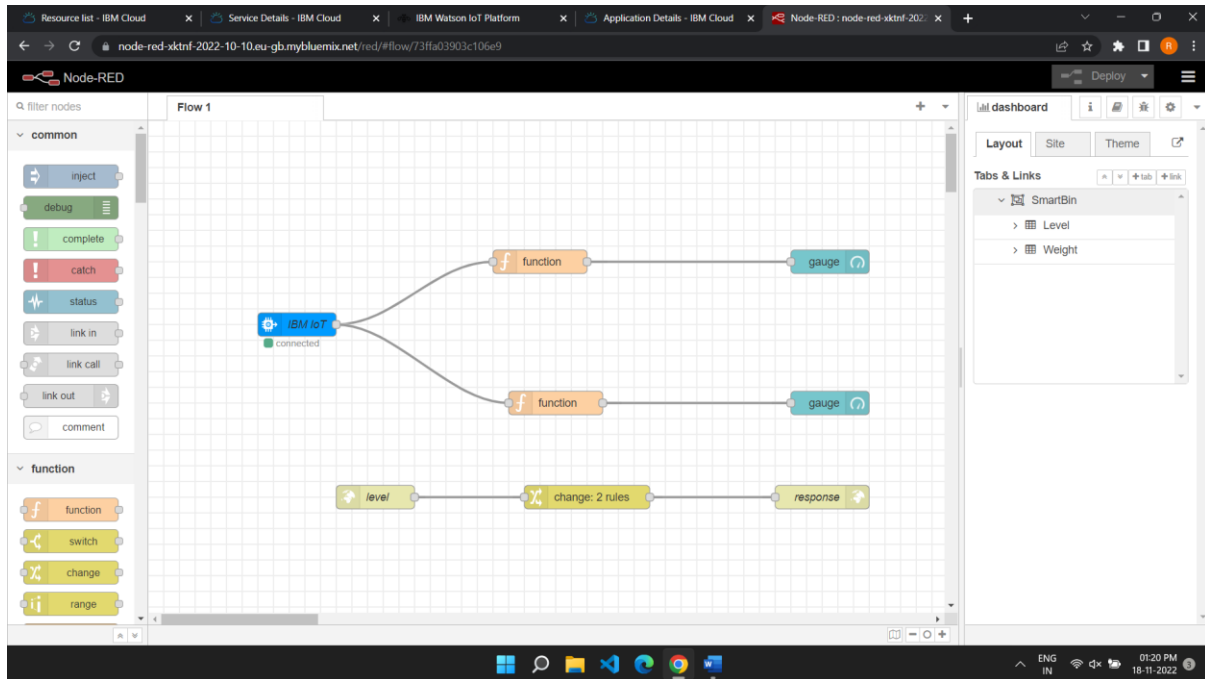 Resource list - IBM Cloud
Service Details - IBM Cloud
IBM Watson IoT Platform
Application Details - IBM Cloud
Node-RED : node-red-xktnf-202
node-red-xktnf-2022-10-10.eu-gb.mybluemix.net/red/#flow/73ffa03903c106e9
R
Node-RED
Deploy
filter nodes
Flow 1
common
inject
debug
complete
catch
status
link in
link call
link out
comment
function
function
switch
change
range
function
gauge
IBM IoT
connected
function
gauge
level
change: 2 rules
response
dashboard
i
Layout
Site
Theme
Tabs & Links
+tab
+link
SmartBin
Level
Weight
ENG
IN
01:20 PM
18-11-2022
3